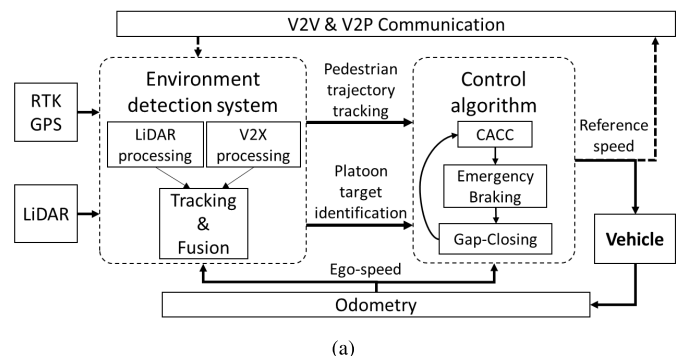 V2V & V2P Communication
RTK
GPS
LiDAR
Environment
detection system
LiDAR
processing
V2X
processing
Tracking
&
Fusion
Pedestrian
trajectory
tracking
Platoon
target
identification
Control
algorithm
CACC
Emergency
Braking
Gap-Closing
Reference
speed
Vehicle
Ego-speed
Odometry
(a)